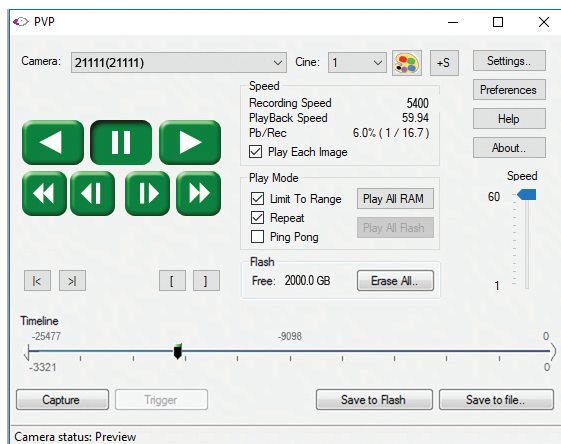 PVP
Camera: 21111(21111) Cine: 1 +S Settings..
Speed
Recording Speed 5400
PlayBack Speed 59.94
Pb/Rec 6.0% ( 1 / 16.7 )
Play Each Image
Preferences
Help
About..
Play Mode
Limit To Range Play All RAM
Repeat Play All Flash
Ping Pong
Speed
60
1
Flash
Free: 2000.0 GB Erase All..
|< >| [ ]
Timeline
-25477 -9098 0
-3321 0
Capture Trigger Save to Flash Save to file..
Camera status: Preview